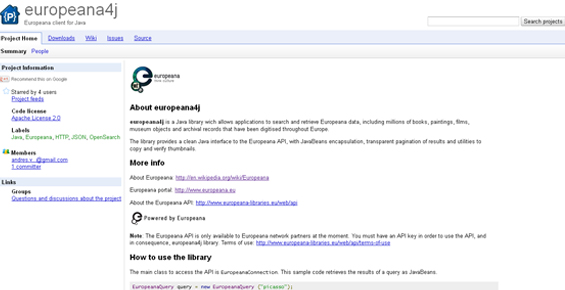 europeana4j
Europeana client for Java
Search projects
Project Home Downloads Wiki Issues Source
Summary People
Project Information
Recommend this on Google
Starred by 4 users
Project feeds
Code license
Apache License 2.0
Labels
Java, Europeana, HTTP, JSON, OpenSearch
Members
andres.v...@gmail.com
1 committer
Links
Groups
Questions and discussions about the project
europeana
About europeana4j
europeana4j is a Java library wich allows applications to search and retrieve Europeana data, including millions of books, paintings, films,
museum objects and archival records that have been digitised throughout Europe.
The library provides a clean Java interface to the Europeana API, with JavaBeans encapsulation, transparent pagination of results and utilities to
copy and verify thumbnails.
More info
About Europeana: http://en.wikipedia.org/wiki/Europeana
Europeana portal: http://www.europeana.eu
About the Europeana API: http://www.europeana-libraries.eu/web/api
Powered by Europeana
Note: The Europeana API is only available to Europeana network partners at the moment. You must have an API key in order to use the API, and
in consequence, europeana4j library. Terms of use: http://www.europeana-libraries.eu/web/api/terms-of-use
How to use the library
The main class to access the API is EuropeanaConnection. This sample code retrieves the results of a query as JavaBeans.
EuropeanaQuery query = new EuropeanaQuery ("picasso");